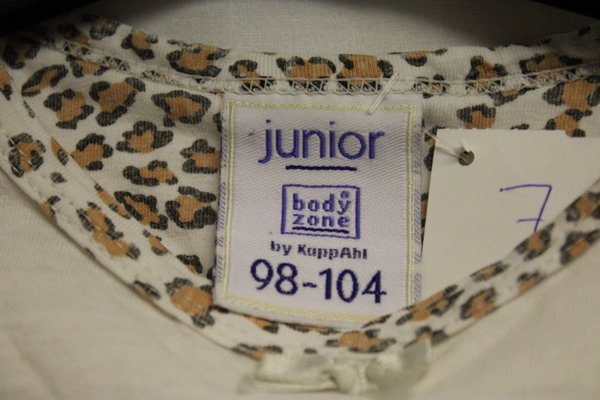 junior
body®
zone
by KappAhl
98-104
7